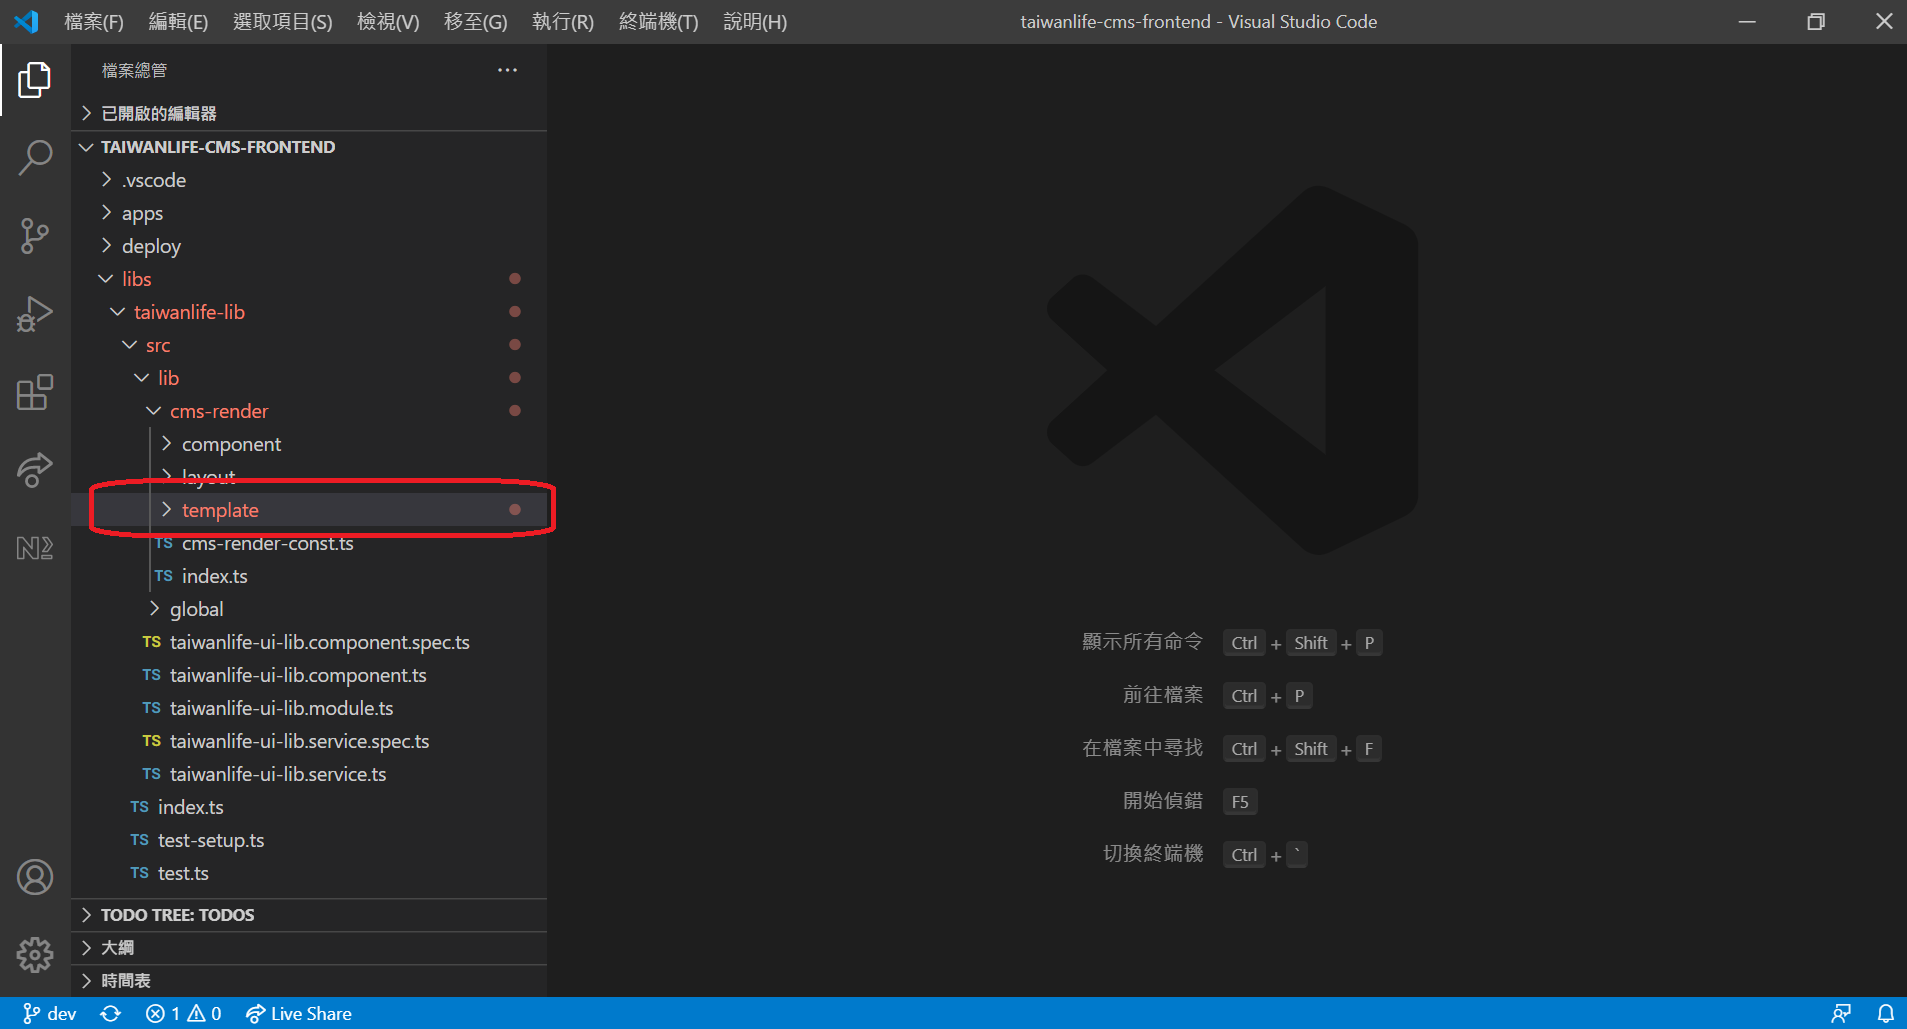 檔案(F) 編輯(E) 選取項目(S) 檢視(V) 移至(G) 執行(R) 終端機(T) 說明(H) taiwanlife-cms-frontend - Visual Studio Code
檔案總管
已開啟的編輯器
TAIWANLIFE-CMS-FRONTEND
.vscode
apps
deploy
libs
taiwanlife-lib
src
lib
cms-render
component
layout
template
TS cms-render-const.ts
TS index.ts
global
TS taiwanlife-ui-lib.component.spec.ts
TS taiwanlife-ui-lib.component.ts
TS taiwanlife-ui-lib.module.ts
TS taiwanlife-ui-lib.service.spec.ts
TS taiwanlife-ui-lib.service.ts
TS index.ts
TS test-setup.ts
TS test.ts
TODO TREE: TODOS
大綱
時間表
顯示所有命令 Ctrl + Shift + P
前往檔案 Ctrl + P
在檔案中尋找 Ctrl + Shift + F
開始偵錯 F5
切換終端機 Ctrl + `
dev 1 0 Live Share